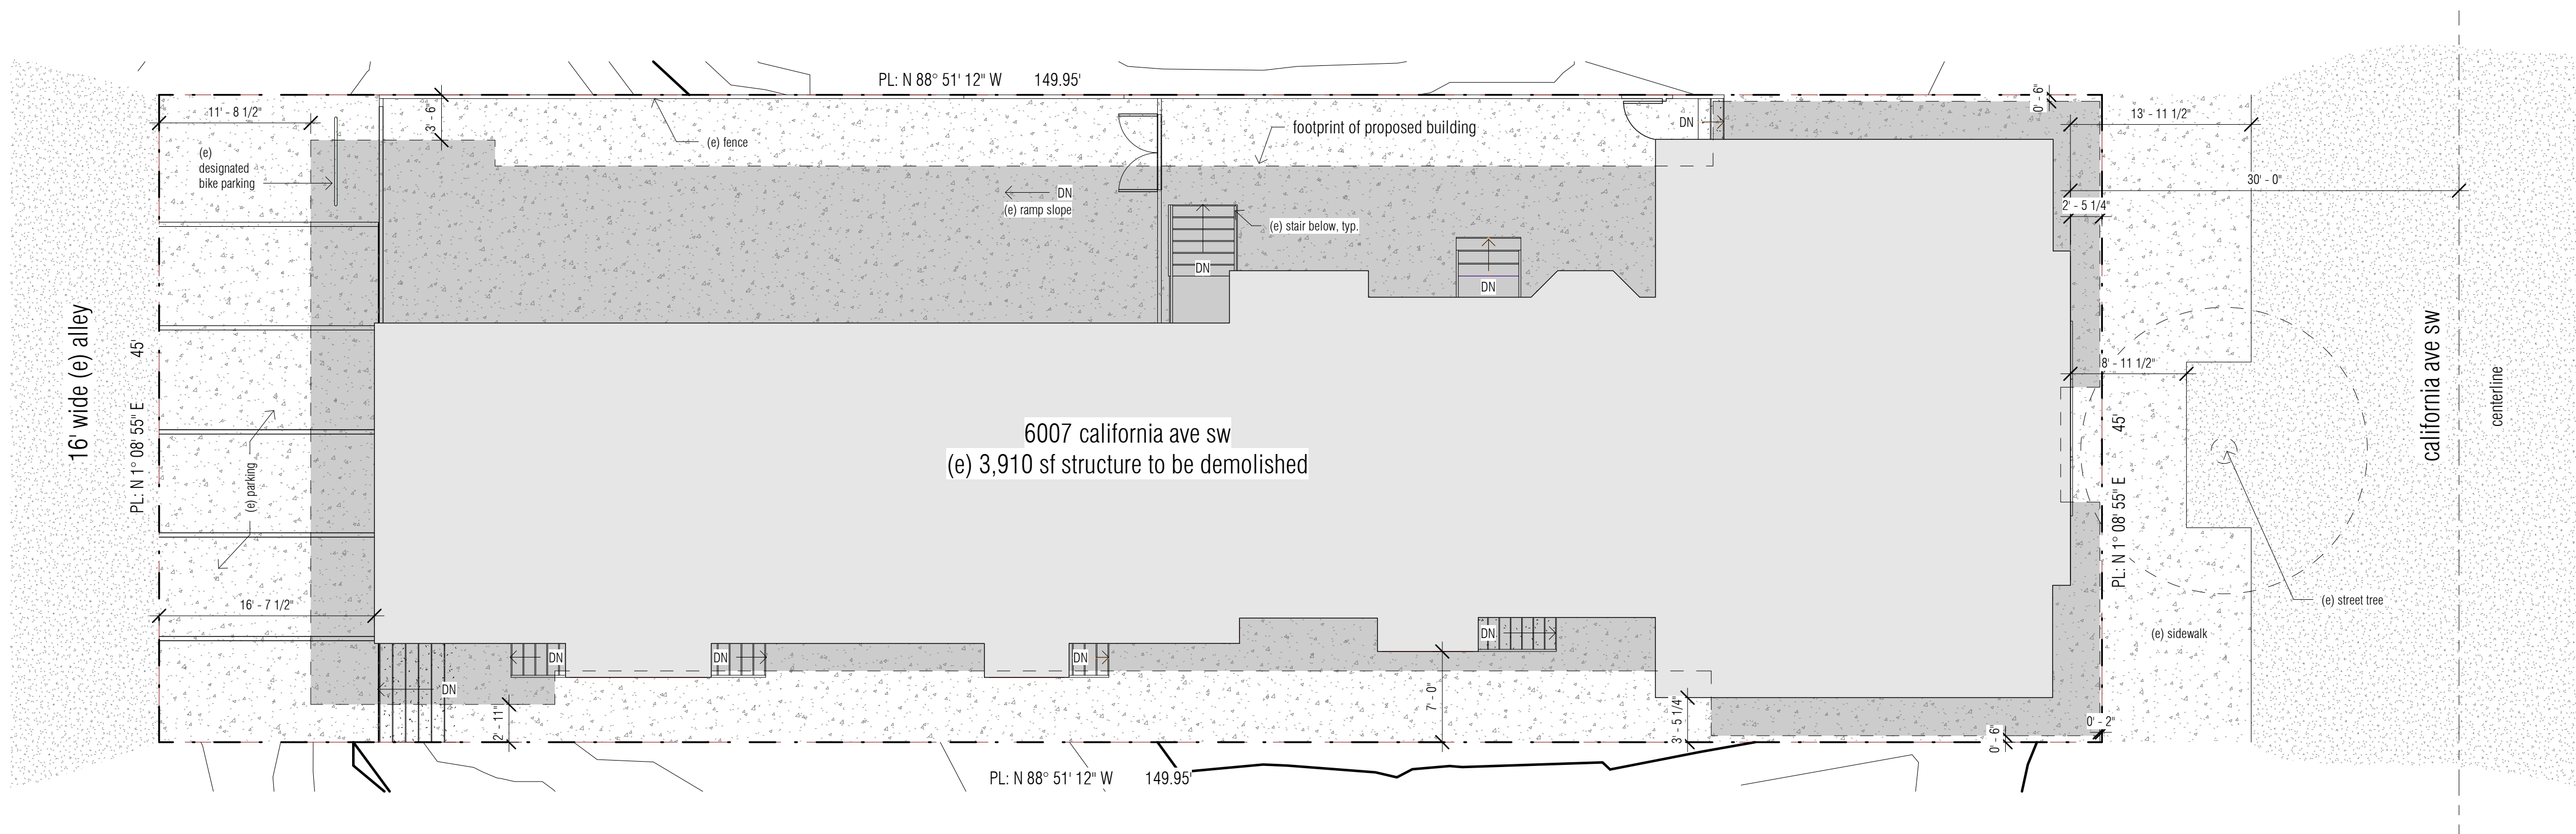 PL: N 88° 51' 12" W 149.95'
11' - 8 1/2"
3' - 6"
(e)
designated
bike parking
(e) fence
footprint of proposed building
DN
0' - 6"
13' - 11 1/2"
30' - 0"
2' - 5 1/4"
DN
(e) ramp slope
(e) stair below, typ.
DN
DN
16' wide (e) alley
PL: N 1° 08' 55" E 45'
(e) parking
6007 california ave sw
(e) 3,910 sf structure to be demolished
8' - 11 1/2"
PL: N 1° 08' 55" E 45'
california ave sw
centerline
(e) street tree
(e) sidewalk
16' - 7 1/2"
DN
DN
DN
DN
DN
2' - 11"
7' - 0"
3' 5 1/4"
0' - 6"
0' - 2"
PL: N 88° 51' 12" W 149.95'